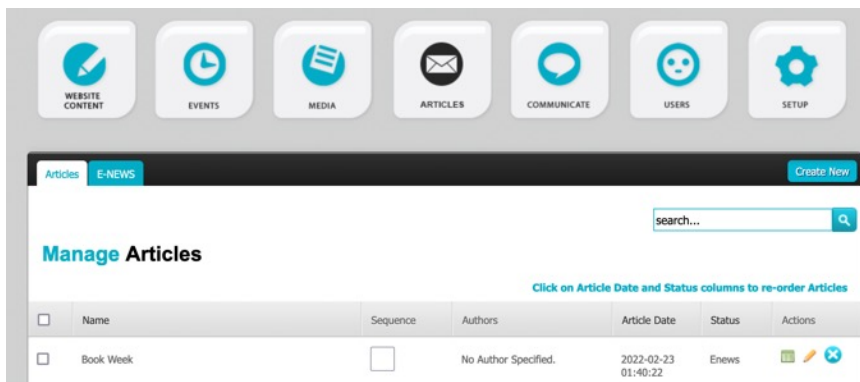 WEBSITE
CONTENT
EVENTS
MEDIA
ARTICLES
COMMUNICATE
USERS
SETUP
Articles
E-NEWS
Create New
search...
Manage Articles
Click on Article Date and Status columns to re-order Articles
Name Sequence Authors Article Date Status Actions
Book Week No Author Specified. 2022-02-23 Enews
01:40:22